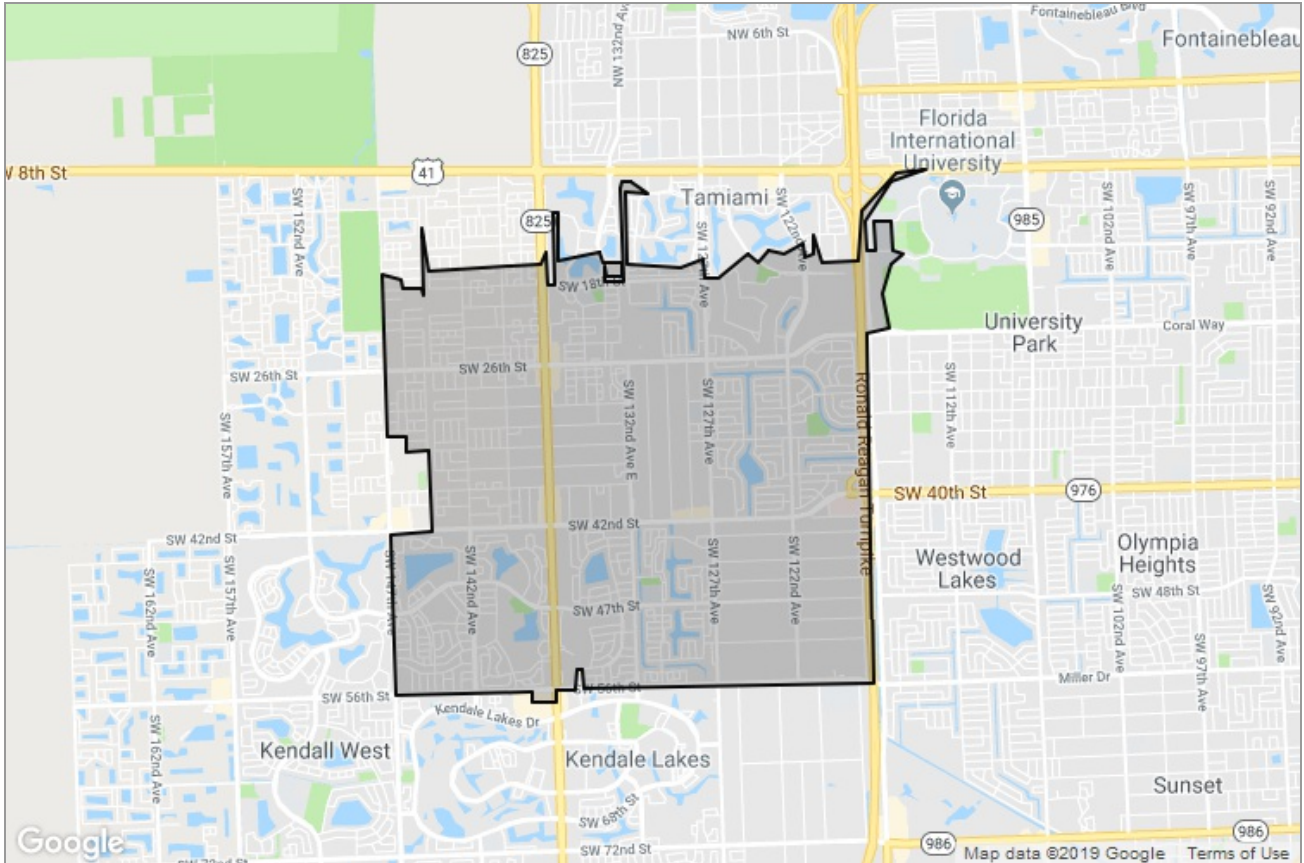 Fontainebleau Blvd
NW 6th St
Fontainebleau
825
NW 132nd Av
Florida
International
University
W 8th St
41
Tamiami
SW 152nd Ave
825
SW 122nd Ave
985
SW 102nd Ave
SW 97th Ave
SW 92nd Ave
SW 127th Ave
SW 18th St
University
Park
Coral Way
SW 26th St
SW 26th St
Ronald Reagan Turnpike
SW 132nd Ave E
SW 127th Ave
SW 112th Ave
SW 157th Ave
SW 40th St
976
SW 42nd St
SW 42nd St
Westwood
Lakes
Olympia
Heights
SW 162nd Ave
SW 157th Ave
SW 147th Ave
SW 142nd Ave
SW 127th Ave
SW 122nd Ave
SW 47th St
SW 48th St
SW 102nd Ave
SW 92nd Ave
SW 97th Ave
SW 56th St
SW 56th St
Miller Dr
Kendale Lakes Dr
SW 162nd Ave
Kendall West
Kendale Lakes
Sunset
SW 68th St
986
986
SW 72nd St
SW 72nd St
Google
Map data ©2019 Google
Terms of Use